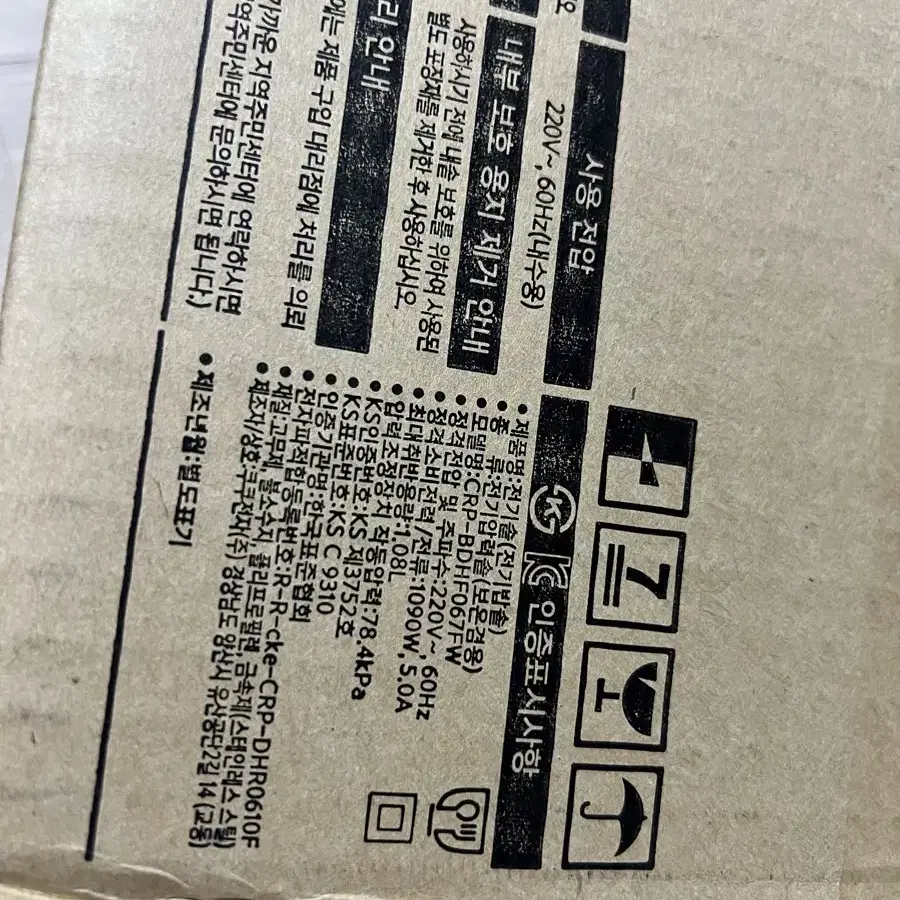 요
사용 전압
220V~, 60Hz(내수용)
내부 보호 용지 제거 안내
사용하시기 전에 내솥 보호를 위하여 사용된
별도 포장재를 제거한 후 사용하십시오.
리 안내
에는 제품 구입 대리점에 처리를 의뢰
가까운 지역주민센터에 연락하시면
역주민센터에 문의하시면 됩니다.)
KS KC 인증표시사항
• 제품명:전기솥(전기밥솥)
• 종 류:전기압력솥(보온겸용)
• 모델명:CRP-BDHF067FW
• 정격전압 및 주파수:220V~, 60Hz
• 정격소비전력/전류:1090W, 5.0A
• 최대취반용량:1.08L
• 압력조정장치 작동압력:78.4kPa
• KS인증번호:KS 제3752호
• KS표준번호:KS C 9310
• 인증기관명:한국표준협회
• 전자파적합등록번호:R-R-cke-CRP-DHR0610F
• 재질:고무제, 불소수지, 폴리프로필렌, 금속제(스테인레스 스틸)
• 제조자/상호:쿠쿠전자(주) 경상남도 양산시 유산공단2길 14 (교동)
• 제조년월:별도표기
7